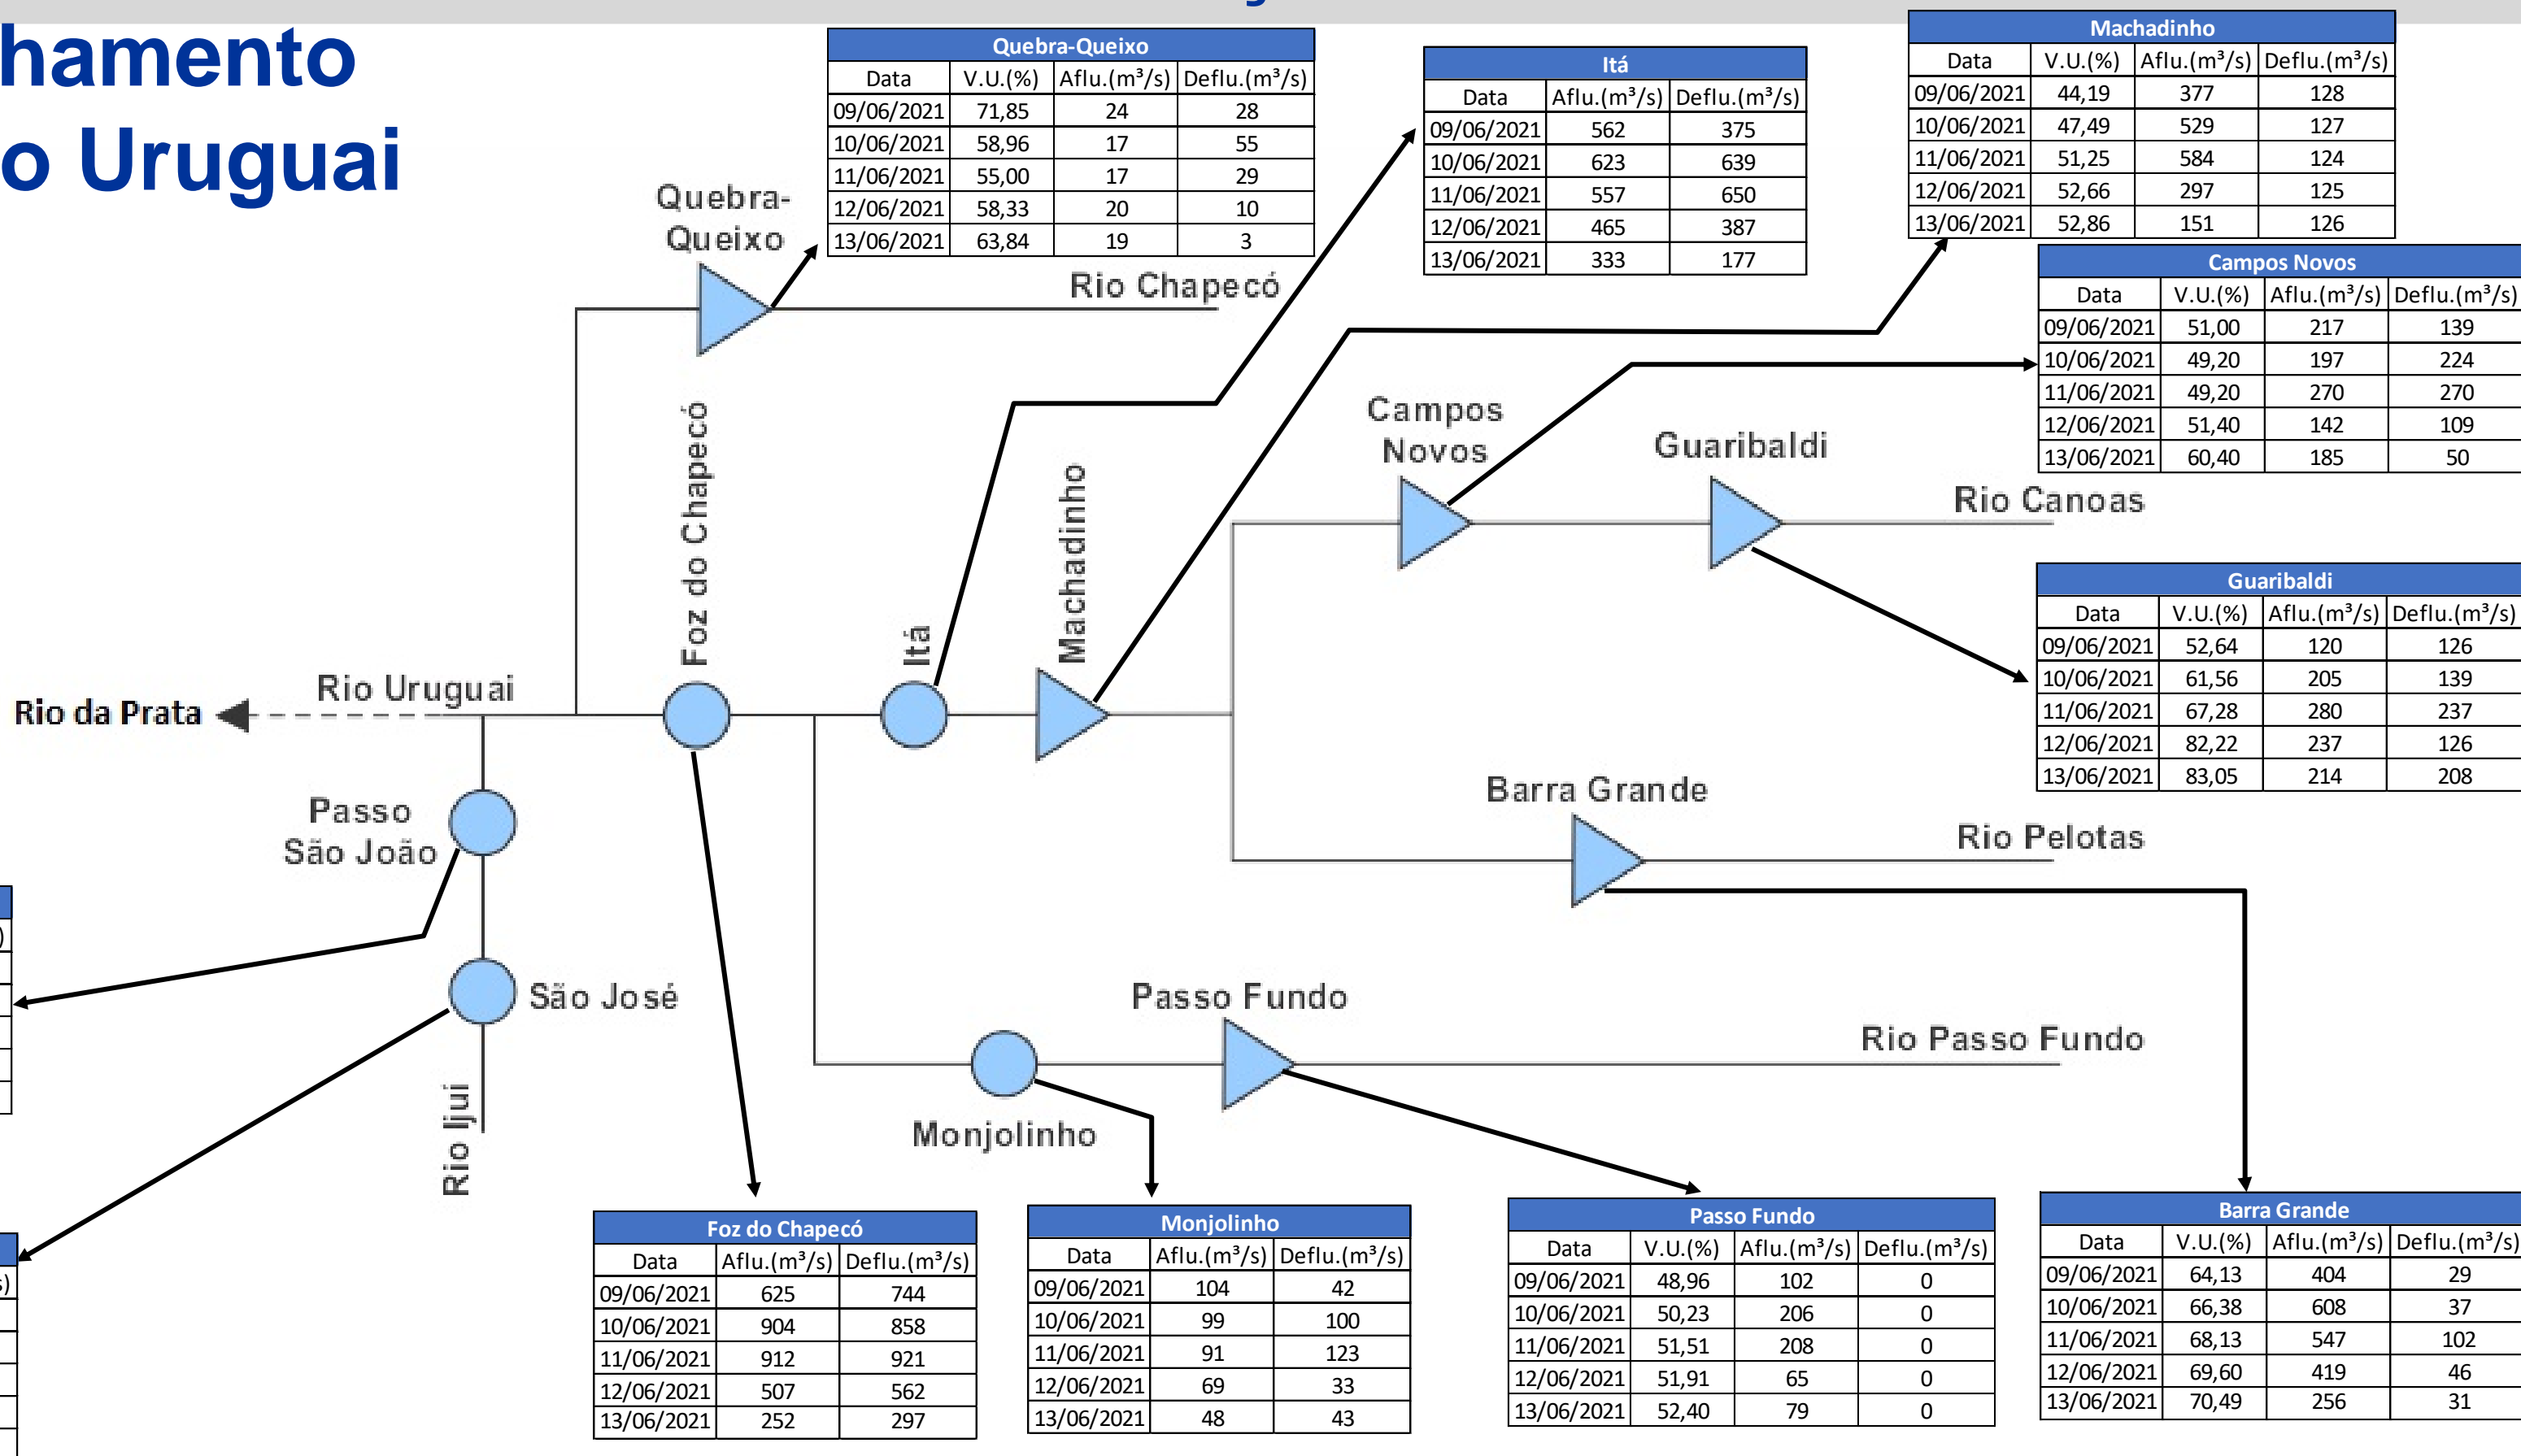 hamento
o Uruguai
Quebra-Queixo
Data V.U.(%) Aflu.(m³/s) Deflu.(m³/s)
09/06/2021 71,85 24 28
10/06/2021 58,96 17 55
11/06/2021 55,00 17 29
12/06/2021 58,33 20 10
13/06/2021 63,84 19 3
Itá
Data Aflu.(m³/s) Deflu.(m³/s)
09/06/2021 562 375
10/06/2021 623 639
11/06/2021 557 650
12/06/2021 465 387
13/06/2021 333 177
Machadinho
Data V.U.(%) Aflu.(m³/s) Deflu.(m³/s)
09/06/2021 44,19 377 128
10/06/2021 47,49 529 127
11/06/2021 51,25 584 124
12/06/2021 52,66 297 125
13/06/2021 52,86 151 126
Campos Novos
Data V.U.(%) Aflu.(m³/s) Deflu.(m³/s)
09/06/2021 51,00 217 139
10/06/2021 49,20 197 224
11/06/2021 49,20 270 270
12/06/2021 51,40 142 109
13/06/2021 60,40 185 50
Quebra-
Queixo
Rio Chapecó
Foz do Chapecó
Itá
Machadinho
Campos
Novos
Guaribaldi
Rio Canoas
Guaribaldi
Data V.U.(%) Aflu.(m³/s) Deflu.(m³/s)
09/06/2021 52,64 120 126
10/06/2021 61,56 205 139
11/06/2021 67,28 280 237
12/06/2021 82,22 237 126
13/06/2021 83,05 214 208
Rio da Prata
Rio Uruguai
Passo
São João
São José
Rio Ijui
Barra Grande
Rio Pelotas
Passo Fundo
Rio Passo Fundo
Monjolinho
Foz do Chapecó
Data Aflu.(m³/s) Deflu.(m³/s)
09/06/2021 625 744
10/06/2021 904 858
11/06/2021 912 921
12/06/2021 507 562
13/06/2021 252 297
Monjolinho
Data Aflu.(m³/s) Deflu.(m³/s)
09/06/2021 104 42
10/06/2021 99 100
11/06/2021 91 123
12/06/2021 69 33
13/06/2021 48 43
Passo Fundo
Data V.U.(%) Aflu.(m³/s) Deflu.(m³/s)
09/06/2021 48,96 102 0
10/06/2021 50,23 206 0
11/06/2021 51,51 208 0
12/06/2021 51,91 65 0
13/06/2021 52,40 79 0
Barra Grande
Data V.U.(%) Aflu.(m³/s) Deflu.(m³/s)
09/06/2021 64,13 404 29
10/06/2021 66,38 608 37
11/06/2021 68,13 547 102
12/06/2021 69,60 419 46
13/06/2021 70,49 256 31